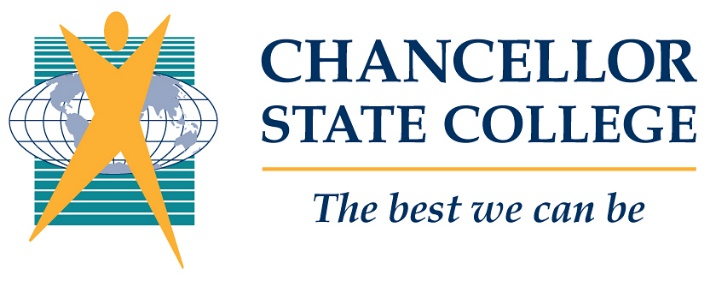 CHANCELLOR
STATE COLLEGE
The best we can be